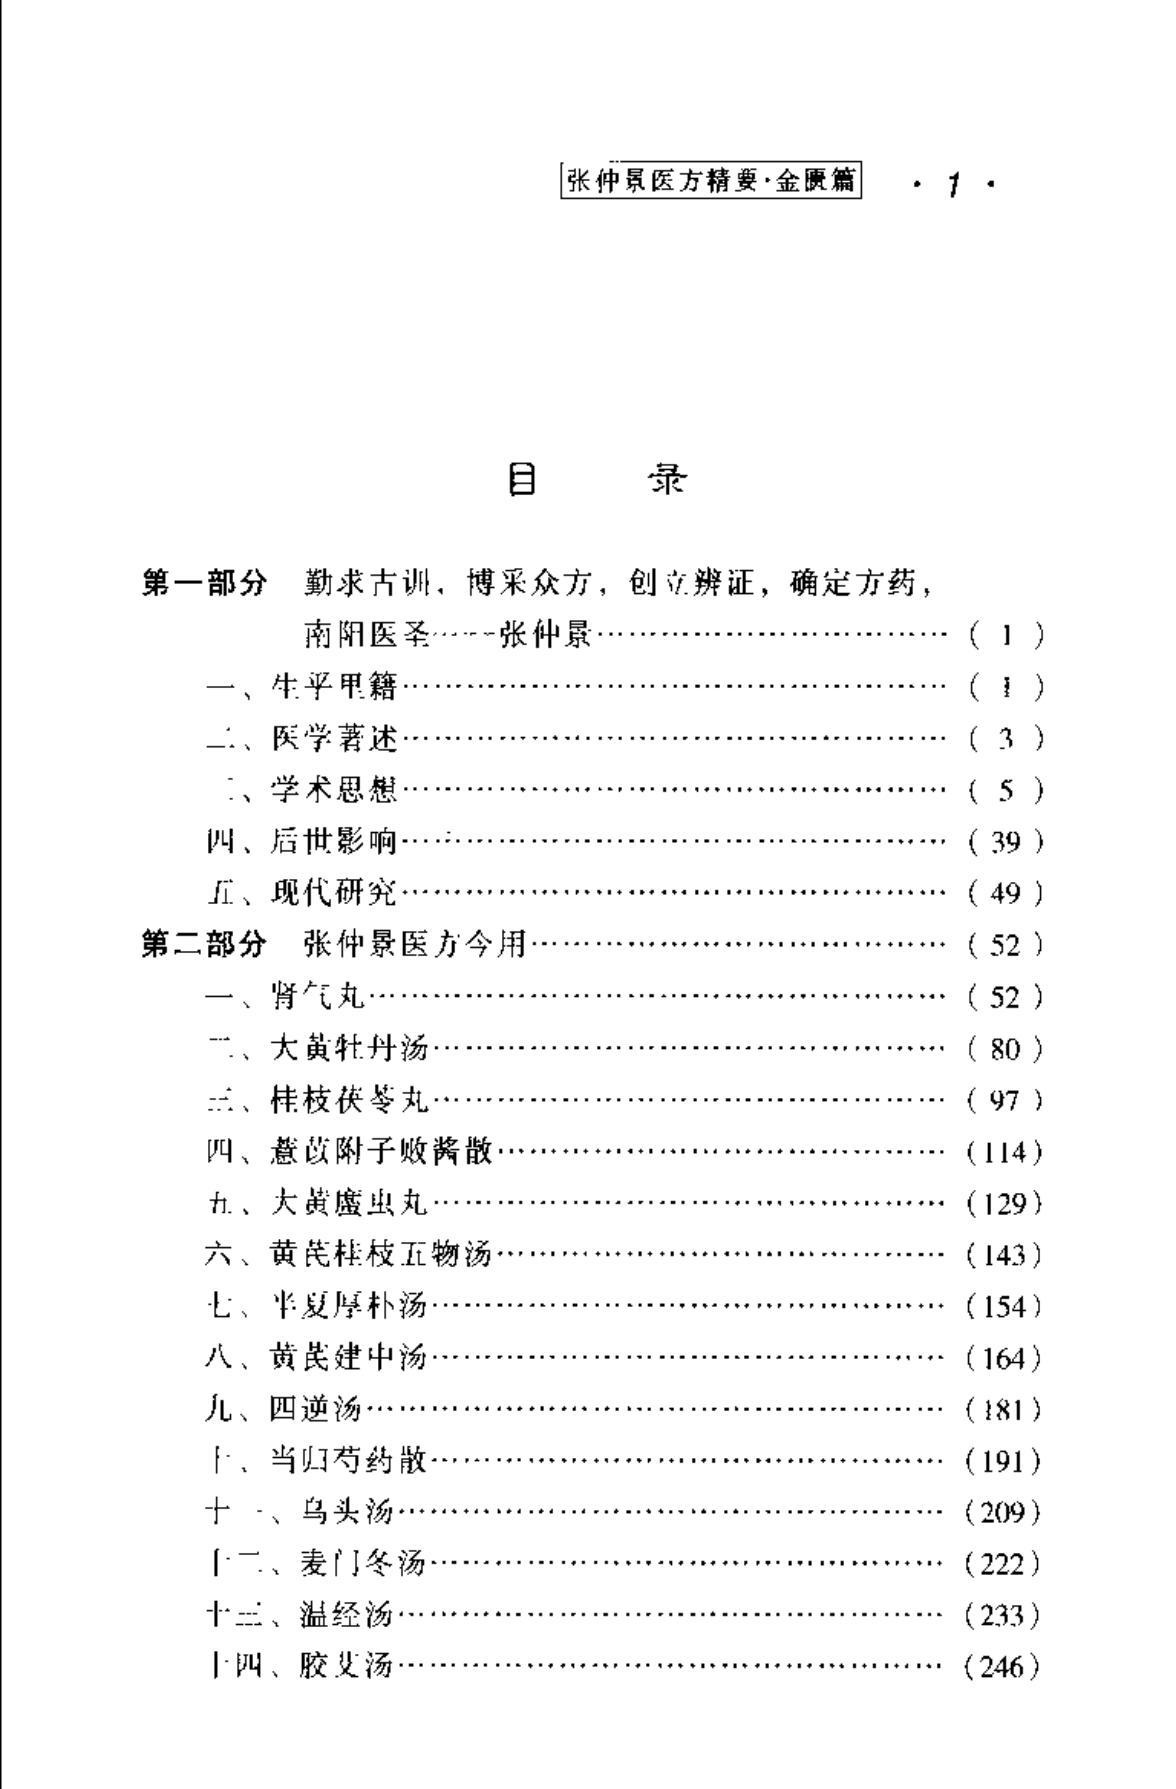 张仲景医方精要·金匮篇 · 1 ·
目 录
第一部分 勤求古训，博采众方，创立辨证，确定方药，
南阳医圣——张仲景…………………………（ 1 ）
一、生平里籍…………………………（ 1 ）
二、医学著述…………………………（ 3 ）
三、学术思想…………………………（ 5 ）
四、后世影响…………………………（ 39 ）
五、现代研究…………………………（ 49 ）
第二部分 张仲景医方今用…………………………（ 52 ）
一、肾气丸…………………………（ 52 ）
二、大黄牡丹汤…………………………（ 80 ）
三、桂枝茯苓丸…………………………（ 97 ）
四、薏苡附子败酱散…………………………（114）
五、大黄䗪虫丸…………………………（129）
六、黄芪桂枝五物汤…………………………（143）
七、半夏厚朴汤…………………………（154）
八、黄芪建中汤…………………………（164）
九、四逆汤…………………………（181）
十、当归芍药散…………………………（191）
十一、乌头汤…………………………（209）
十二、麦门冬汤…………………………（222）
十三、温经汤…………………………（233）
十四、胶艾汤…………………………（246）